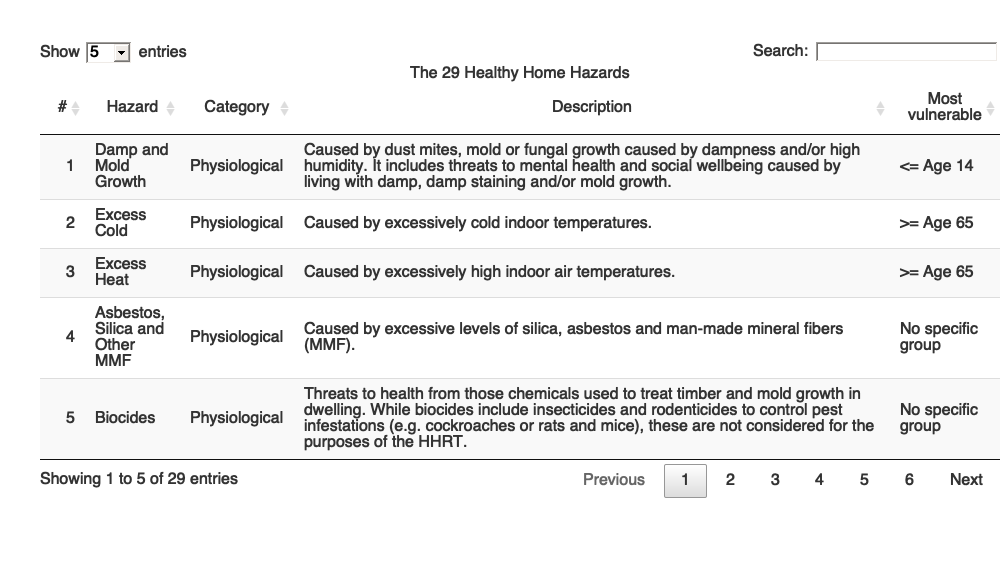 Show 5 entries
Search:
The 29 Healthy Home Hazards
# Hazard Category Description Most vulnerable
1 Damp and Mold Growth Physiological Caused by dust mites, mold or fungal growth caused by dampness and/or high humidity. It includes threats to mental health and social wellbeing caused by living with damp, damp staining and/or mold growth. <= Age 14
2 Excess Cold Physiological Caused by excessively cold indoor temperatures. >= Age 65
3 Excess Heat Physiological Caused by excessively high indoor air temperatures. >= Age 65
4 Asbestos, Silica and Other MMF Physiological Caused by excessive levels of silica, asbestos and man-made mineral fibers (MMF). No specific group
5 Biocides Physiological Threats to health from those chemicals used to treat timber and mold growth in dwelling. While biocides include insecticides and rodenticides to control pest infestations (e.g. cockroaches or rats and mice), these are not considered for the purposes of the HHRT. No specific group
Showing 1 to 5 of 29 entries
Previous 1 2 3 4 5 6 Next